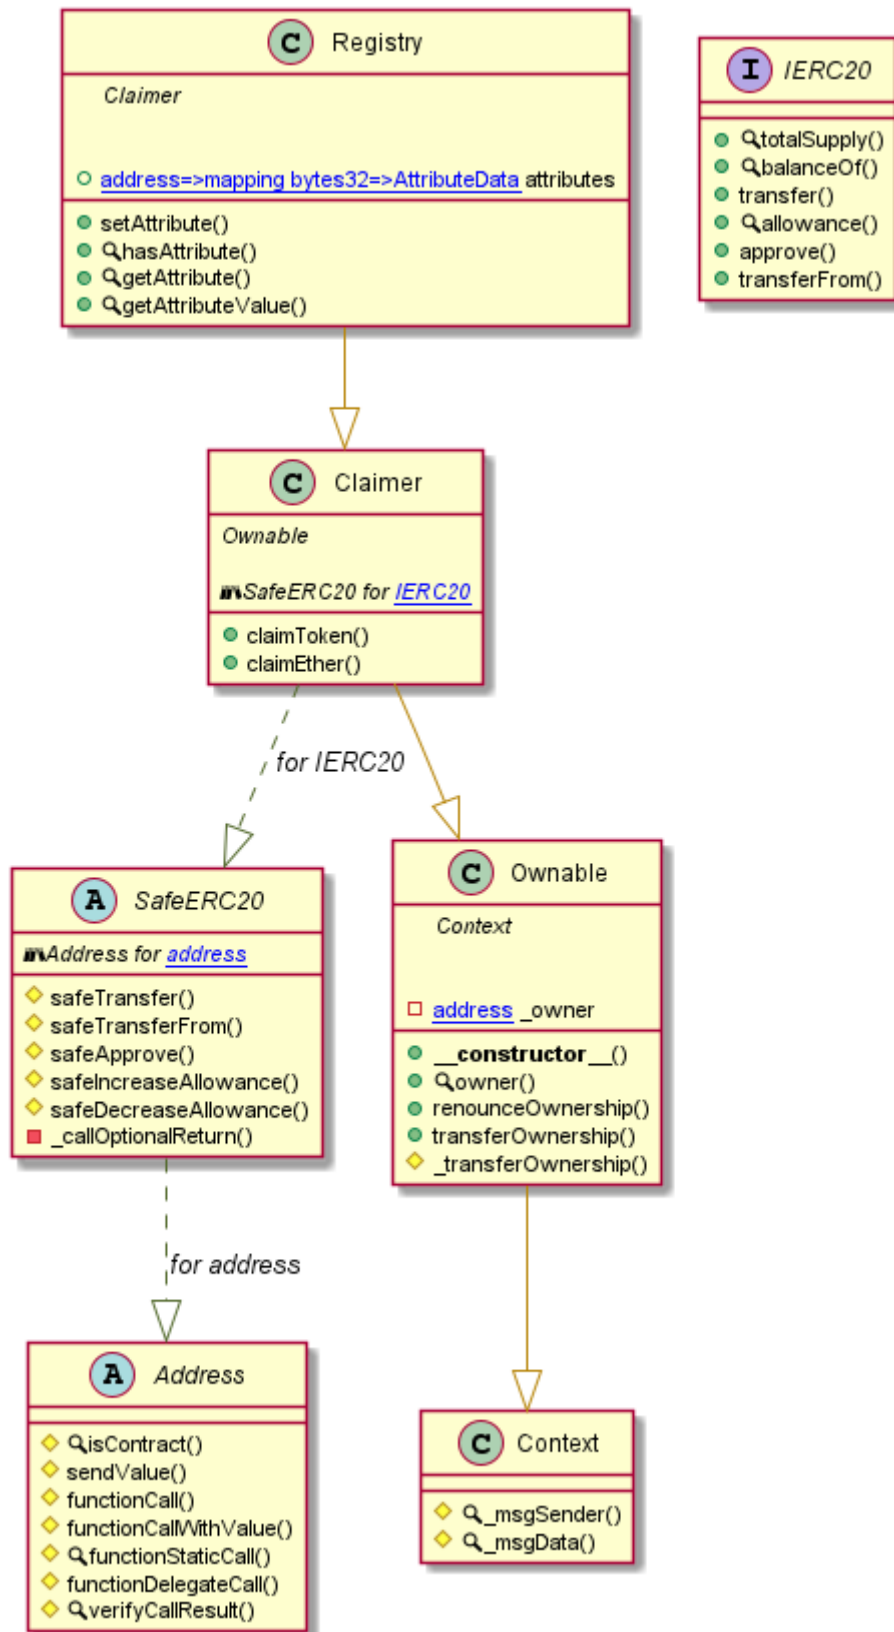 C Registry
Claimer
address=>mapping bytes32=>AttributeData attributes
setAttribute()
hasAttribute()
getAttribute()
getAttributeValue()
I IERC20
totalSupply()
balanceOf()
transfer()
allowance()
approve()
transferFrom()
C Claimer
Ownable
SafeERC20 for IERC20
claimToken()
claimEther()
for IERC20
A SafeERC20
Address for address
safeTransfer()
safeTransferFrom()
safeApprove()
safeIncreaseAllowance()
safeDecreaseAllowance()
_callOptionalReturn()
C Ownable
Context
address _owner
__constructor__()
owner()
renounceOwnership()
transferOwnership()
_transferOwnership()
for address
A Address
isContract()
sendValue()
functionCall()
functionCallWithValue()
functionStaticCall()
functionDelegateCall()
verifyCallResult()
C Context
_msgSender()
_msgData()